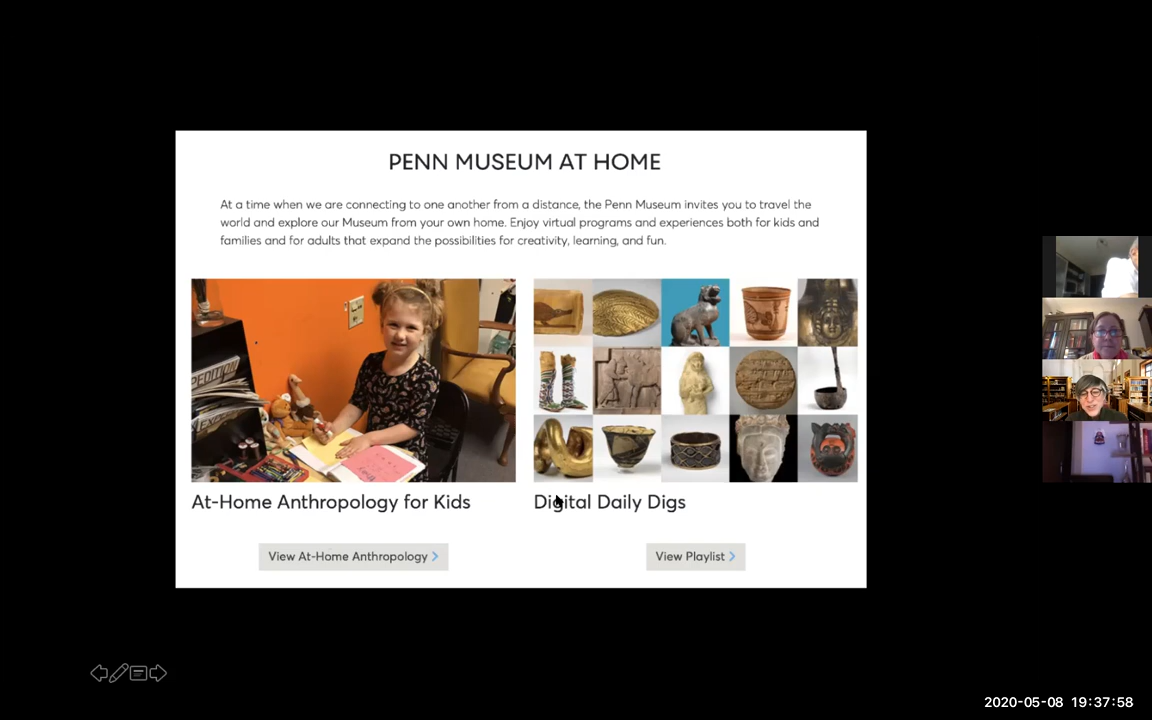 PENN MUSEUM AT HOME
At a time when we are connecting to one another from a distance, the Penn Museum invites you to travel the
world and explore our Museum from your own home. Enjoy virtual programs and experiences both for kids and
families and for adults that expand the possibilities for creativity, learning, and fun.
EXPEDITION
At-Home Anthropology for Kids
Digital Daily Digs
View At-Home Anthropology
View Playlist
2020-05-08 19:37:58